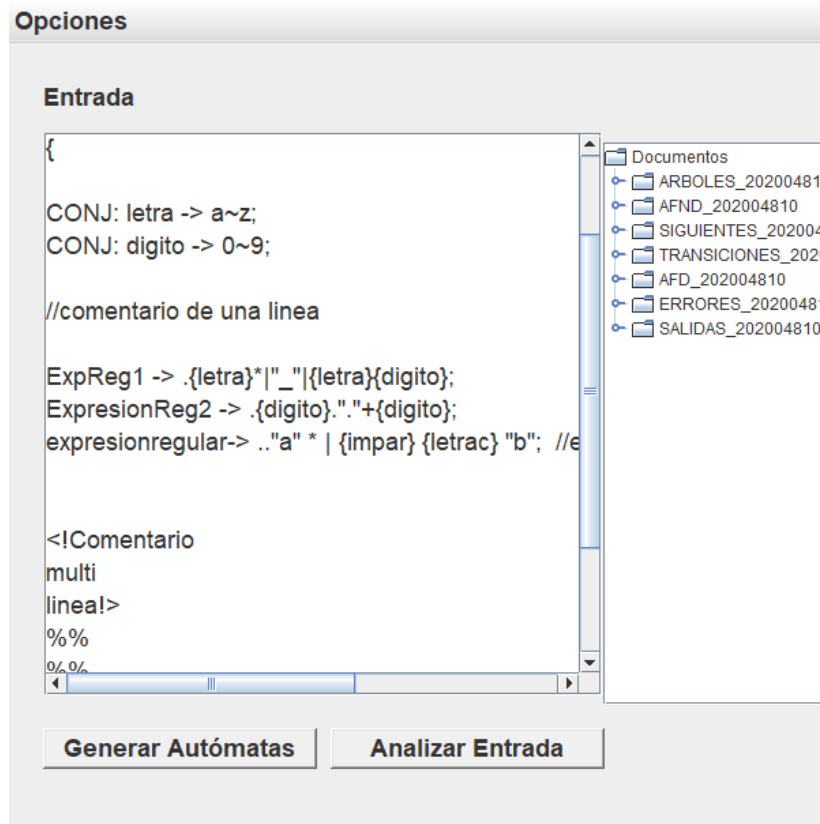 Opciones
Entrada
{
CONJ: letra -> a~z;
CONJ: digito -> 0~9;
//comentario de una linea
ExpReg1 -> .{letra}*|"_"|{letra}{digito};
ExpresionReg2 -> .{digito}."."+{digito};
expresionregular-> .."a" * | {impar} {letrac} "b";  //e
<!Comentario
multi
linea!>
%%
%%
Documentos
ARBOLES_20200481
AFND_202004810
SIGUIENTES_202004
TRANSICIONES_202
AFD_202004810
ERRORES_20200481
SALIDAS_202004810
Generar Autómatas
Analizar Entrada